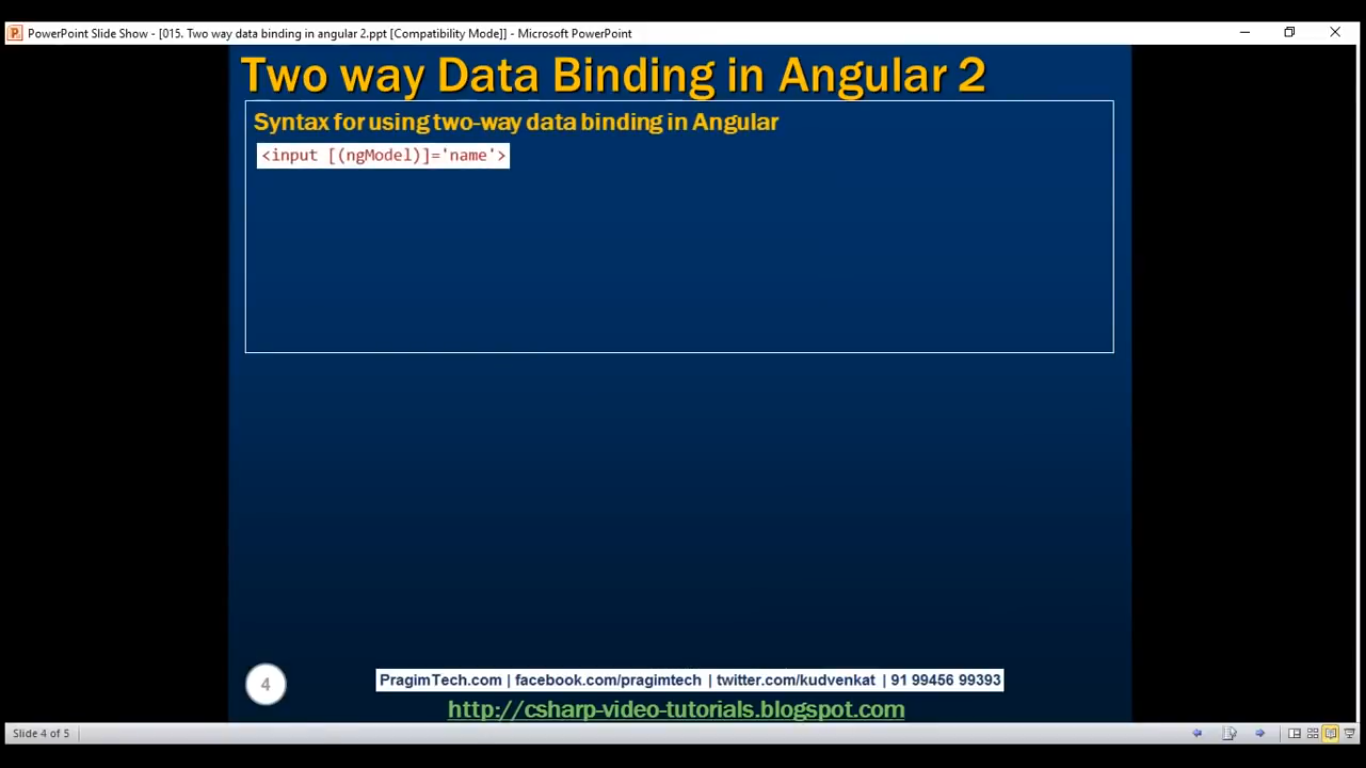 PowerPoint Slide Show - [015. Two way data binding in angular 2.ppt [Compatibility Mode]] - Microsoft PowerPoint
Two way Data Binding in Angular 2
Syntax for using two-way data binding in Angular
<input [(ngModel)]='name'>
4
PragimTech.com | facebook.com/pragimtech | twitter.com/kudvenkat | 91 99456 99393
http://csharp-video-tutorials.blogspot.com
Slide 4 of 5